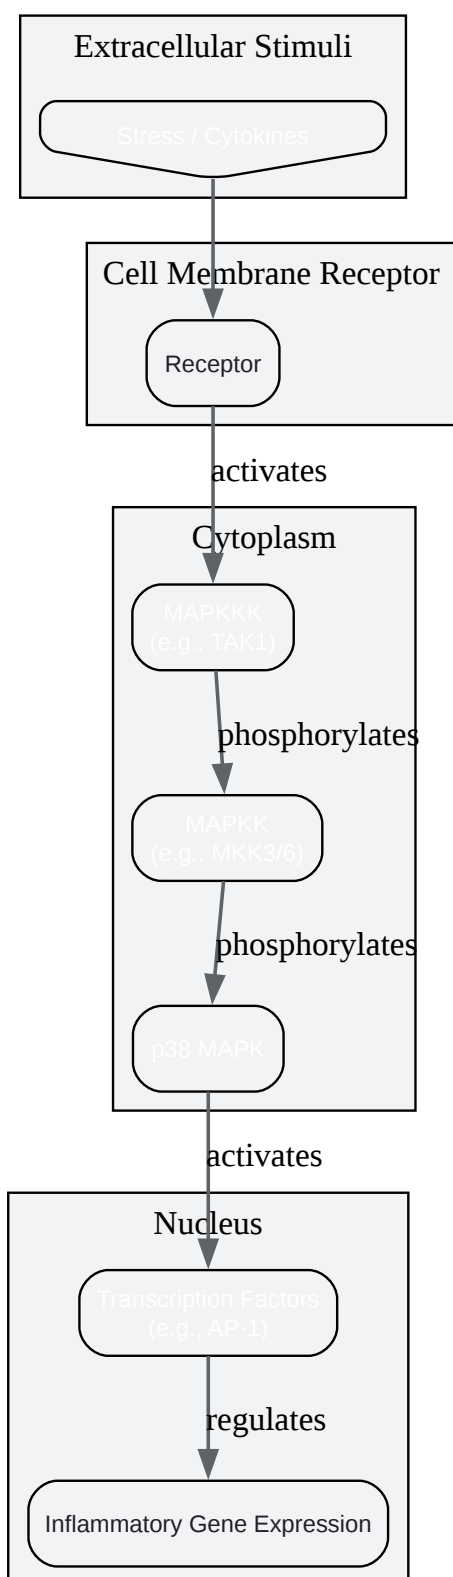 Extracellular Stimuli
Stress / Cytokines
Cell Membrane Receptor
Receptor
activates
Cytoplasm
MAPKKK
(e.g., TAK1)
phosphorylates
MAPKK
(e.g., MKK3/6)
phosphorylates
p38 MAPK
activates
Nucleus
Transcription Factors
(e.g., AP-1)
regulates
Inflammatory Gene Expression